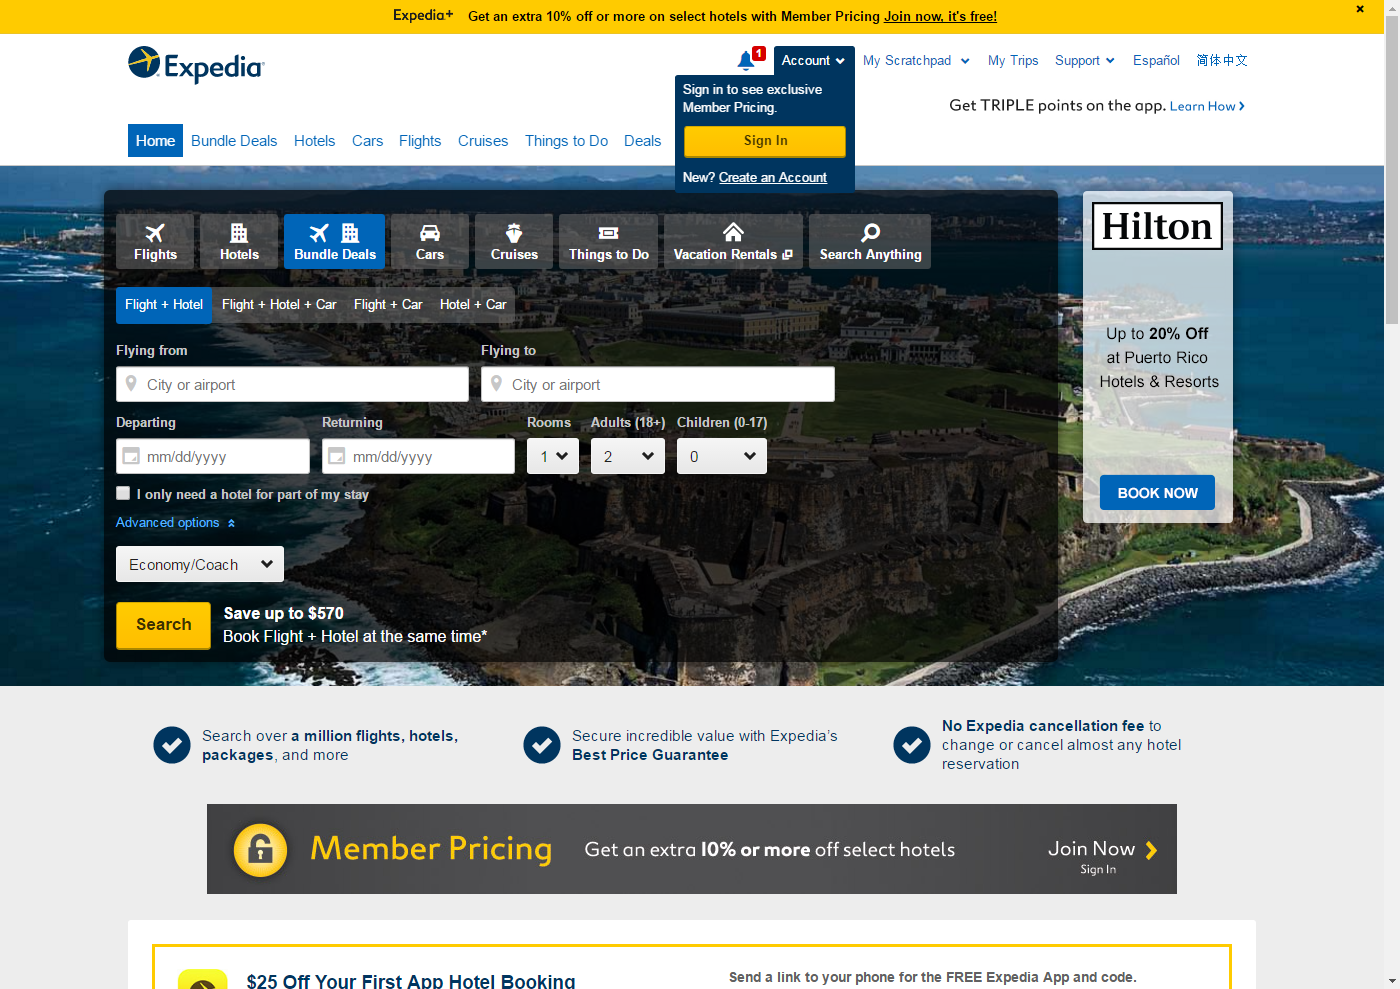 Expedia+ Get an extra 10% off or more on select hotels with Member Pricing Join now, it's free!
Expedia
1
Account
My Scratchpad
My Trips
Support
Español
简体中文
Sign in to see exclusive
Member Pricing.
Sign In
New? Create an Account
Get TRIPLE points on the app. Learn How
Home
Bundle Deals
Hotels
Cars
Flights
Cruises
Things to Do
Deals
Flights
Hotels
Bundle Deals
Cars
Cruises
Things to Do
Vacation Rentals
Search Anything
Flight + Hotel
Flight + Hotel + Car
Flight + Car
Hotel + Car
Flying from
Flying to
City or airport
City or airport
Departing
Returning
Rooms
Adults (18+)
Children (0-17)
mm/dd/yyyy
mm/dd/yyyy
1
2
0
I only need a hotel for part of my stay
Advanced options
Economy/Coach
Search
Save up to $570
Book Flight + Hotel at the same time*
Hilton
Up to 20% Off
at Puerto Rico
Hotels & Resorts
BOOK NOW
Search over a million flights, hotels,
packages, and more
Secure incredible value with Expedia’s
Best Price Guarantee
No Expedia cancellation fee to
change or cancel almost any hotel
reservation
Member Pricing
Get an extra 10% or more off select hotels
Join Now
Sign In
$25 Off Your First App Hotel Booking
Send a link to your phone for the FREE Expedia App and code.